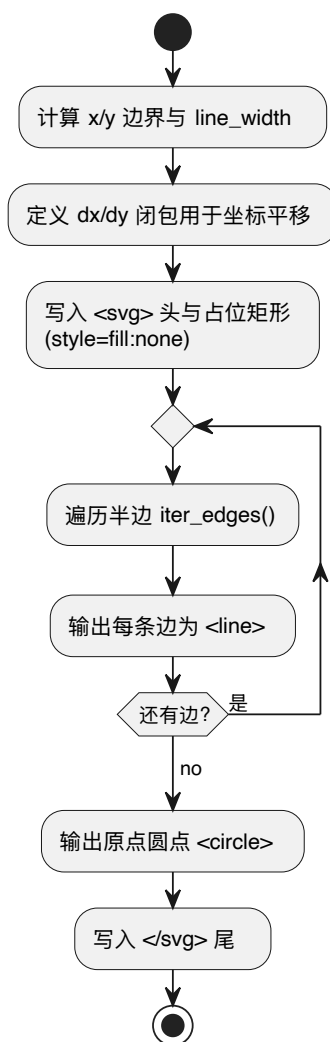 计算 x/y 边界与 line_width
定义 dx/dy 闭包用于坐标平移
写入 <svg> 头与占位矩形
(style=fill:none)
遍历半边 iter_edges()
输出每条边为 <line>
还有边?
是
no
输出原点圆点 <circle>
写入 </svg> 尾